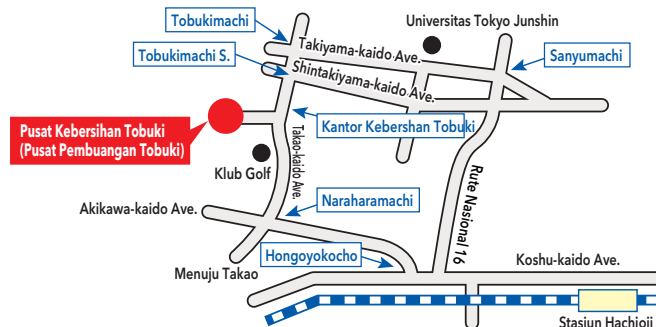 Tobukimachi
Universitas Tokyo Junshin
Takiyama-kaido Ave.
Tobukimachi S.
Sanyumachi
Shintakiyama-kaido Ave.
Pusat Kebersihan Tobuki
(Pusat Pembuangan Tobuki)
Kantor Kebershan Tobuki
Takao-kaido Ave.
Klub Golf
Rute Nasional 16
Naraharamachi
Akikawa-kaido Ave.
Hongoyokocho
Koshu-kaido Ave.
Menuju Takao
Stasiun Hachioji